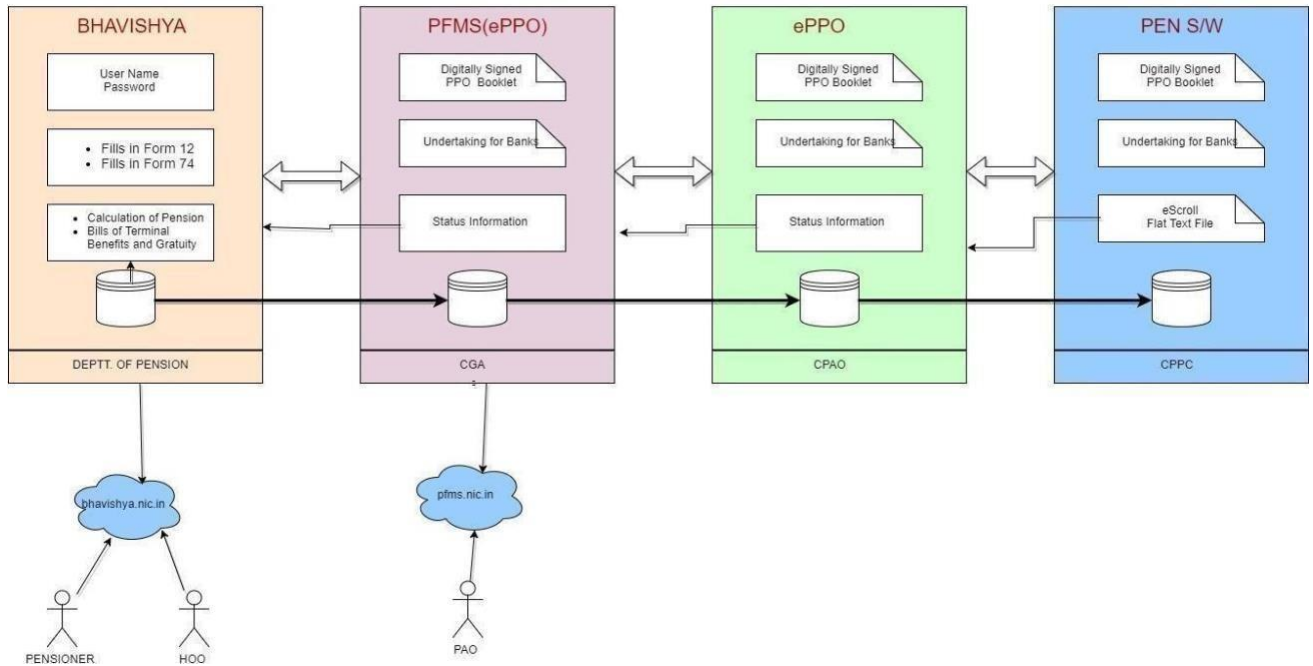 BHAVISHYA
User Name
Password
• Fills in Form 12
• Fills in Form 74
• Calculation of Pension
• Bills of Terminal
Benefits and Gratuity
DEPTT. OF PENSION
PFMS(ePPO)
Digitally Signed
PPO Booklet
Undertaking for Banks
Status Information
CGA
1
ePPO
Digitally Signed
PPO Booklet
Undertaking for Banks
Status Information
CPAO
PEN S/W
Digitally Signed
PPO Booklet
Undertaking for Banks
eScroll
Flat Text File
CPPC
bhavishya.nic.in
pfms.nic.in
PENSIONER
HOO
PAO